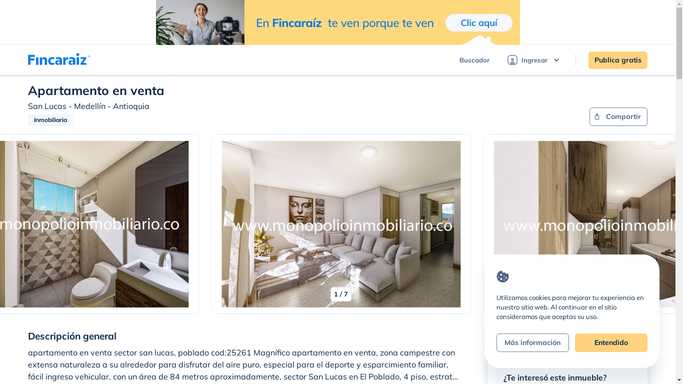 En Fincaraíz te ven porque te ven
Clic aquí
Fincaraíz
Buscador
Ingresar
Publica gratis
Apartamento en venta
San Lucas - Medellín - Antioquia
Inmobiliaria
Compartir
monopolioinmobiliario.co
www.monopolioinmobiliario.co
www.monopolioinmobilia
1 / 7
Utilizamos cookies para mejorar tu experiencia en
nuestro sitio web. Al continuar en el sitio
consideramos que aceptas su uso.
Más información
Entendido
Descripción general
apartamento en venta sector san lucas, poblado cod:25261 Magnífico apartamento en venta, zona campestre con
extensa naturaleza a su alrededor para disfrutar del aire puro, especial para el deporte y esparcimiento familiar,
fácil ingreso vehicular, con un área de 84 metros aproximadamente, sector San Lucas en El Poblado, 4 piso, estrat...
¿Te interesó este inmueble?